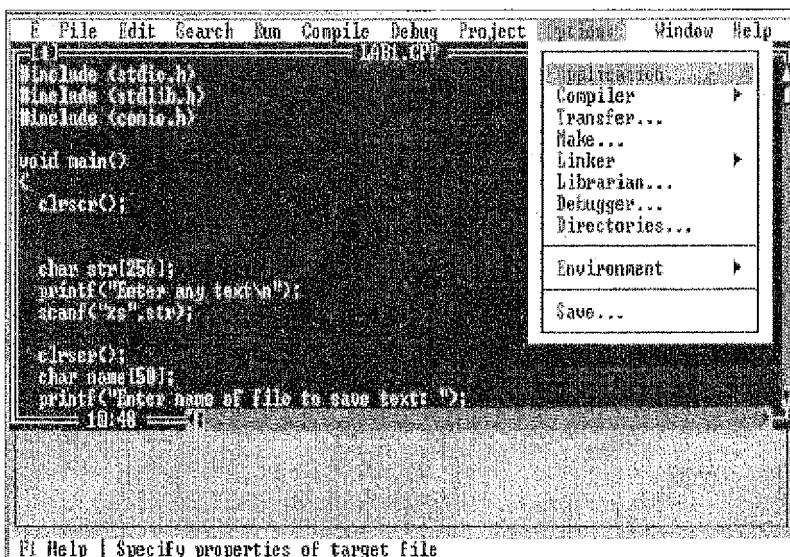 ≡ File Edit Search Run Compile Debug Project Options Window Help
LAB1.CPP
#include <stdio.h>
#include <stdlib.h>
#include <conio.h>
void main()
{
clrscr();
char str[256];
printf("Enter any text\n");
scanf("%s",str);
clrscr();
char name[50];
printf("Enter name of file to save text: ");
10:48
Application...
Compiler
Transfer...
Make...
Linker
Librarian...
Debugger...
Directories...
Environment
Save...
F1 Help | Specify properties of target file